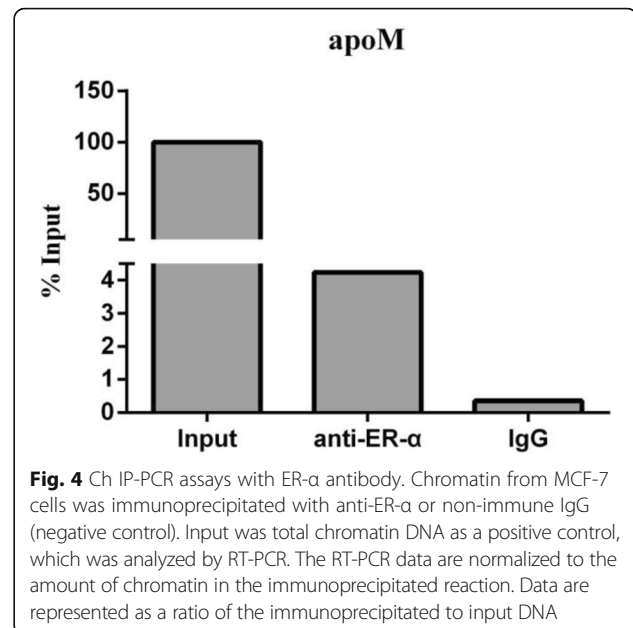 apoM
150
100
50
4
3
2
1
0
% Input
Input anti-ER-α IgG
Fig. 4 Ch IP-PCR assays with ER-α antibody. Chromatin from MCF-7
cells was immunoprecipitated with anti-ER-α or non-immune IgG
(negative control). Input was total chromatin DNA as a positive control,
which was analyzed by RT-PCR. The RT-PCR data are normalized to the
amount of chromatin in the immunoprecipitated reaction. Data are
represented as a ratio of the immunoprecipitated to input DNA